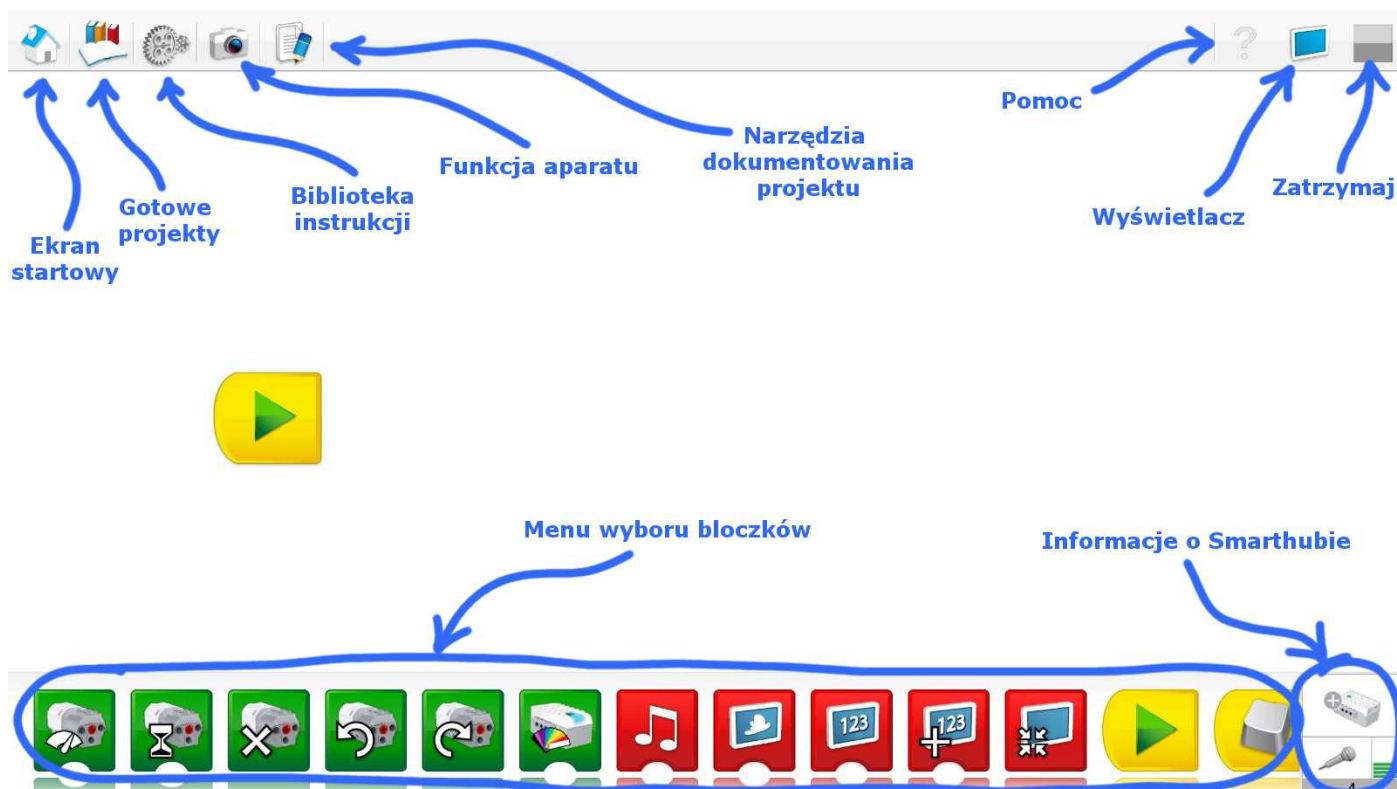 Pomoc
Narzędzia
dokumentowania
projektu
Funkcja aparatu
Zatrzymaj
Biblioteka
instrukcji
Gotowe
projekty
Wyświetlacz
Ekran
startowy
Menu wyboru bloczków
Informacje o Smarthubie
123
123